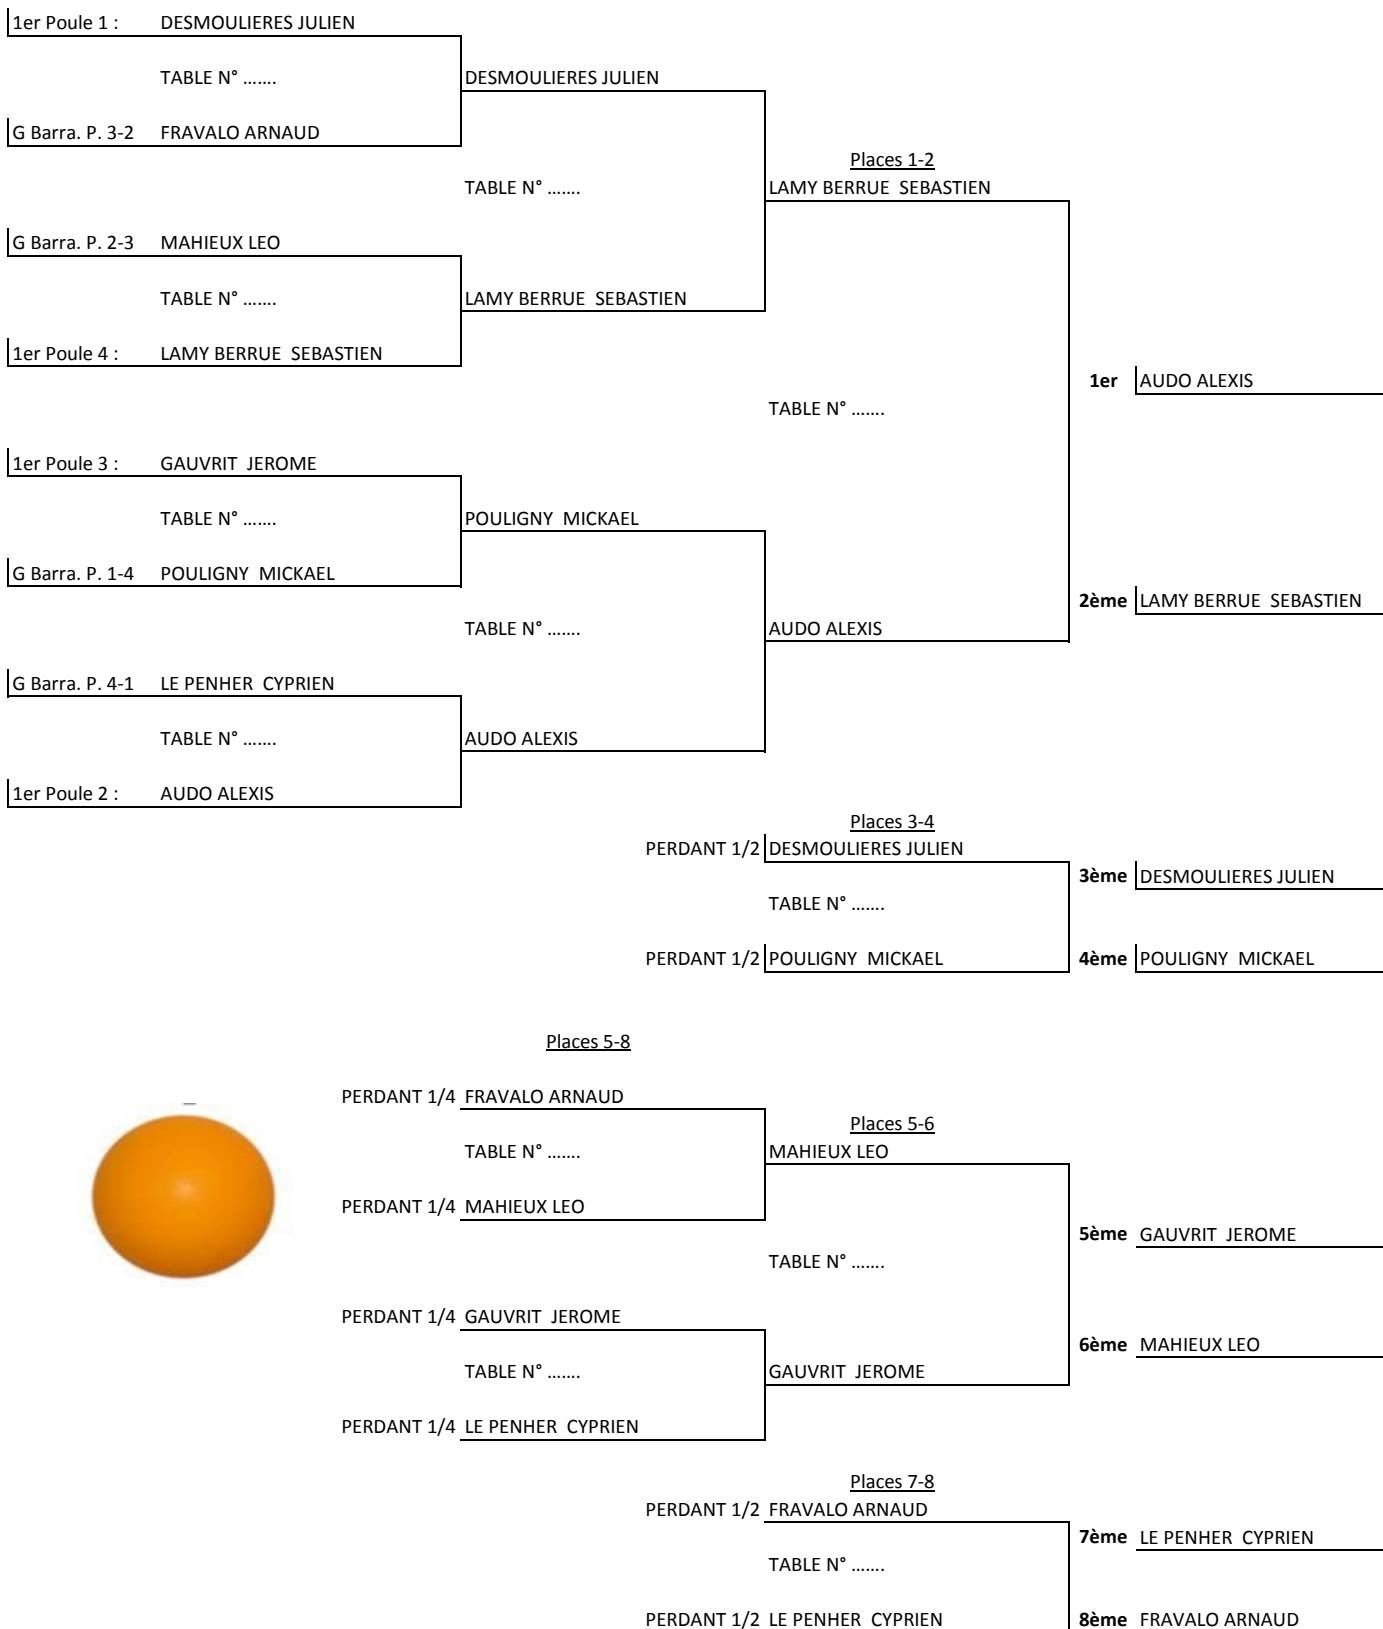 1er Poule 1 : DESMOULIERES JULIEN
TABLE N° ....... DESMOULIERES JULIEN
G Barra. P. 3-2 FRAVALO ARNAUD
Places 1-2
TABLE N° ....... LAMY BERRUE  SEBASTIEN
G Barra. P. 2-3 MAHIEUX LEO
TABLE N° ....... LAMY BERRUE  SEBASTIEN
1er Poule 4 : LAMY BERRUE  SEBASTIEN
1er AUDO ALEXIS
TABLE N° .......
1er Poule 3 : GAUVRIT  JEROME
TABLE N° ....... POULIGNY  MICKAEL
G Barra. P. 1-4 POULIGNY  MICKAEL
2ème LAMY BERRUE  SEBASTIEN
TABLE N° ....... AUDO ALEXIS
G Barra. P. 4-1 LE PENHER  CYPRIEN
TABLE N° ....... AUDO ALEXIS
1er Poule 2 : AUDO ALEXIS
Places 3-4
PERDANT 1/2 DESMOULIERES JULIEN
3ème DESMOULIERES JULIEN
TABLE N° .......
PERDANT 1/2 POULIGNY  MICKAEL 4ème POULIGNY  MICKAEL
Places 5-8
PERDANT 1/4 FRAVALO ARNAUD
Places 5-6
TABLE N° ....... MAHIEUX LEO
PERDANT 1/4 MAHIEUX LEO
5ème GAUVRIT  JEROME
TABLE N° .......
PERDANT 1/4 GAUVRIT  JEROME
6ème MAHIEUX LEO
TABLE N° ....... GAUVRIT  JEROME
PERDANT 1/4 LE PENHER  CYPRIEN
Places 7-8
PERDANT 1/2 FRAVALO ARNAUD
7ème LE PENHER  CYPRIEN
TABLE N° .......
PERDANT 1/2 LE PENHER  CYPRIEN 8ème FRAVALO ARNAUD